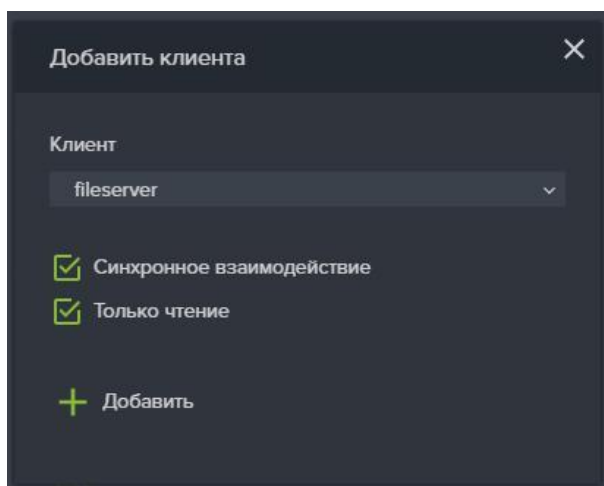 Добавить клиента
Клиент
fileserver
Синхронное взаимодействие
Только чтение
Добавить